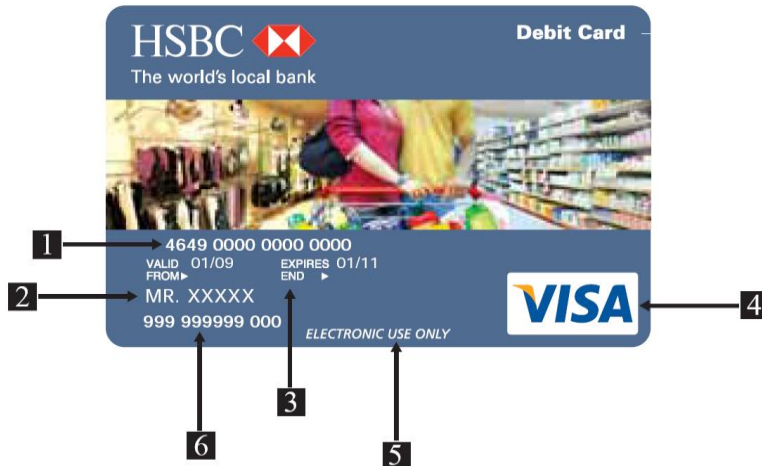 HSBC
Debit Card
The world's local bank
1
4649 0000 0000 0000
VALID FROM▶ 01/09 EXPIRES END ▶ 01/11
2
MR. XXXXX
VISA
4
999 999999 000
ELECTRONIC USE ONLY
3
6
5